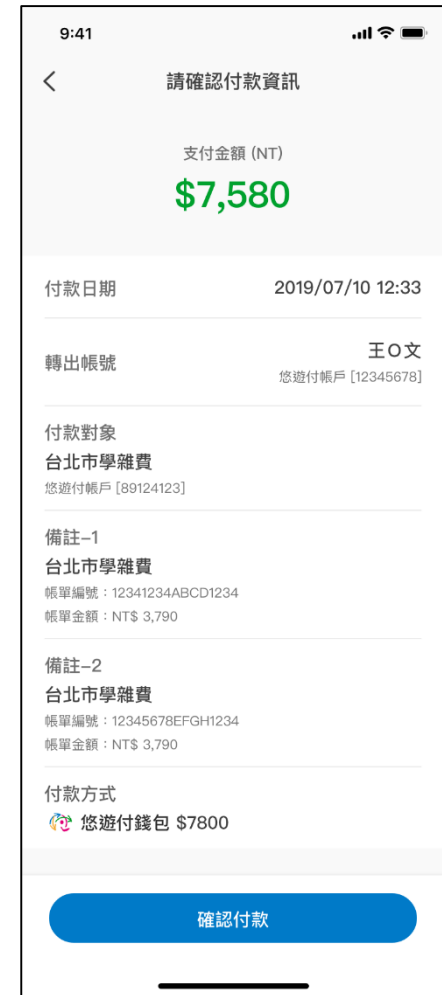 9:41
請確認付款資訊
支付金額 (NT)
$7,580
付款日期 2019/07/10 12:33
轉出帳號 王O文
悠遊付帳戶 [12345678]
付款對象
台北市學雜費
悠遊付帳戶 [89124123]
備註–1
台北市學雜費
帳單編號：12341234ABCD1234
帳單金額：NT$ 3,790
備註–2
台北市學雜費
帳單編號：12345678EFGH1234
帳單金額：NT$ 3,790
付款方式
悠遊付錢包 $7800
確認付款